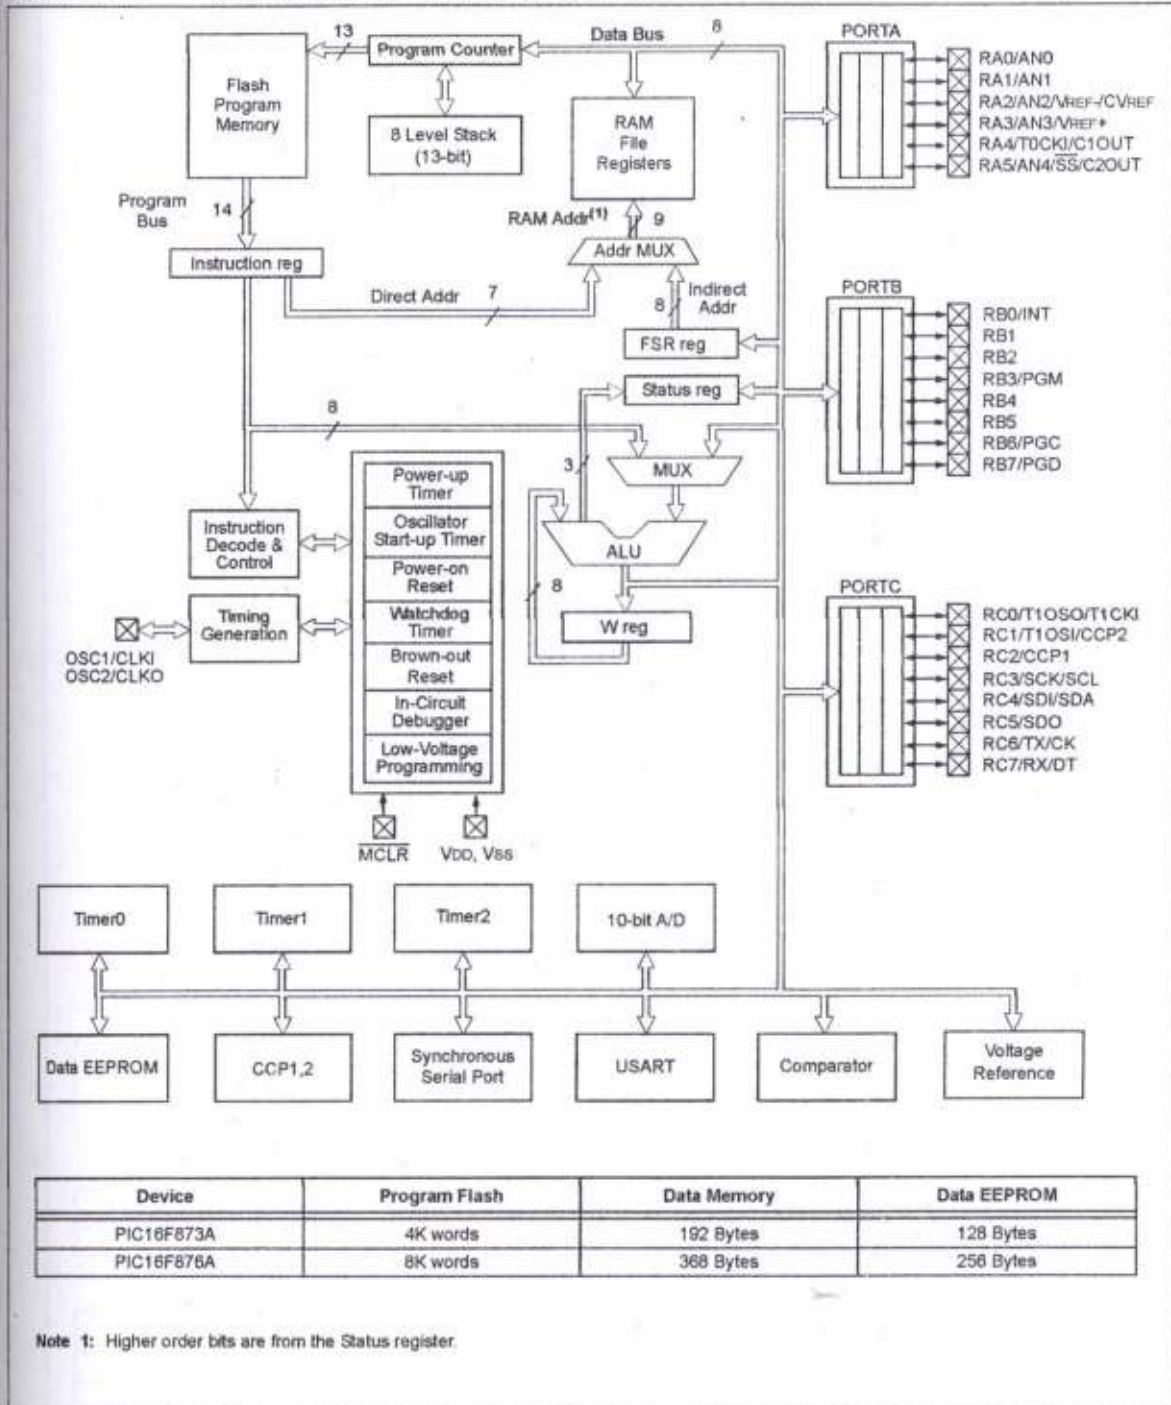 13
Program Counter
Data Bus
8
PORTA
Flash
Program
Memory
8 Level Stack
(13-bit)
RAM
File
Registers
RA0/AN0
RA1/AN1
RA2/AN2/VREF-/CVREF
RA3/AN3/VREF+
RA4/T0CKI/C1OUT
RA5/AN4/SS/C2OUT
Program
Bus
14
RAM Addr(1)
9
Addr MUX
Instruction reg
Direct Addr
7
8
Indirect
Addr
FSR reg
Status reg
PORTB
RB0/INT
RB1
RB2
RB3/PGM
RB4
RB5
RB6/PGC
RB7/PGD
8
3
MUX
Power-up
Timer
Oscillator
Start-up Timer
Power-on
Reset
Watchdog
Timer
Brown-out
Reset
In-Circuit
Debugger
Low-Voltage
Programming
Instruction
Decode &
Control
Timing
Generation
OSC1/CLKI
OSC2/CLKO
ALU
8
W reg
PORTC
RC0/T1OSO/T1CKI
RC1/T1OSI/CCP2
RC2/CCP1
RC3/SCK/SCL
RC4/SDI/SDA
RC5/SDO
RC6/TX/CK
RC7/RX/DT
MCLR
VDD, VSS
Timer0
Timer1
Timer2
10-bit A/D
Data EEPROM
CCP1,2
Synchronous
Serial Port
USART
Comparator
Voltage
Reference
Device Program Flash Data Memory Data EEPROM
PIC16F873A 4K words 192 Bytes 128 Bytes
PIC16F876A 8K words 368 Bytes 256 Bytes
Note 1: Higher order bits are from the Status register.